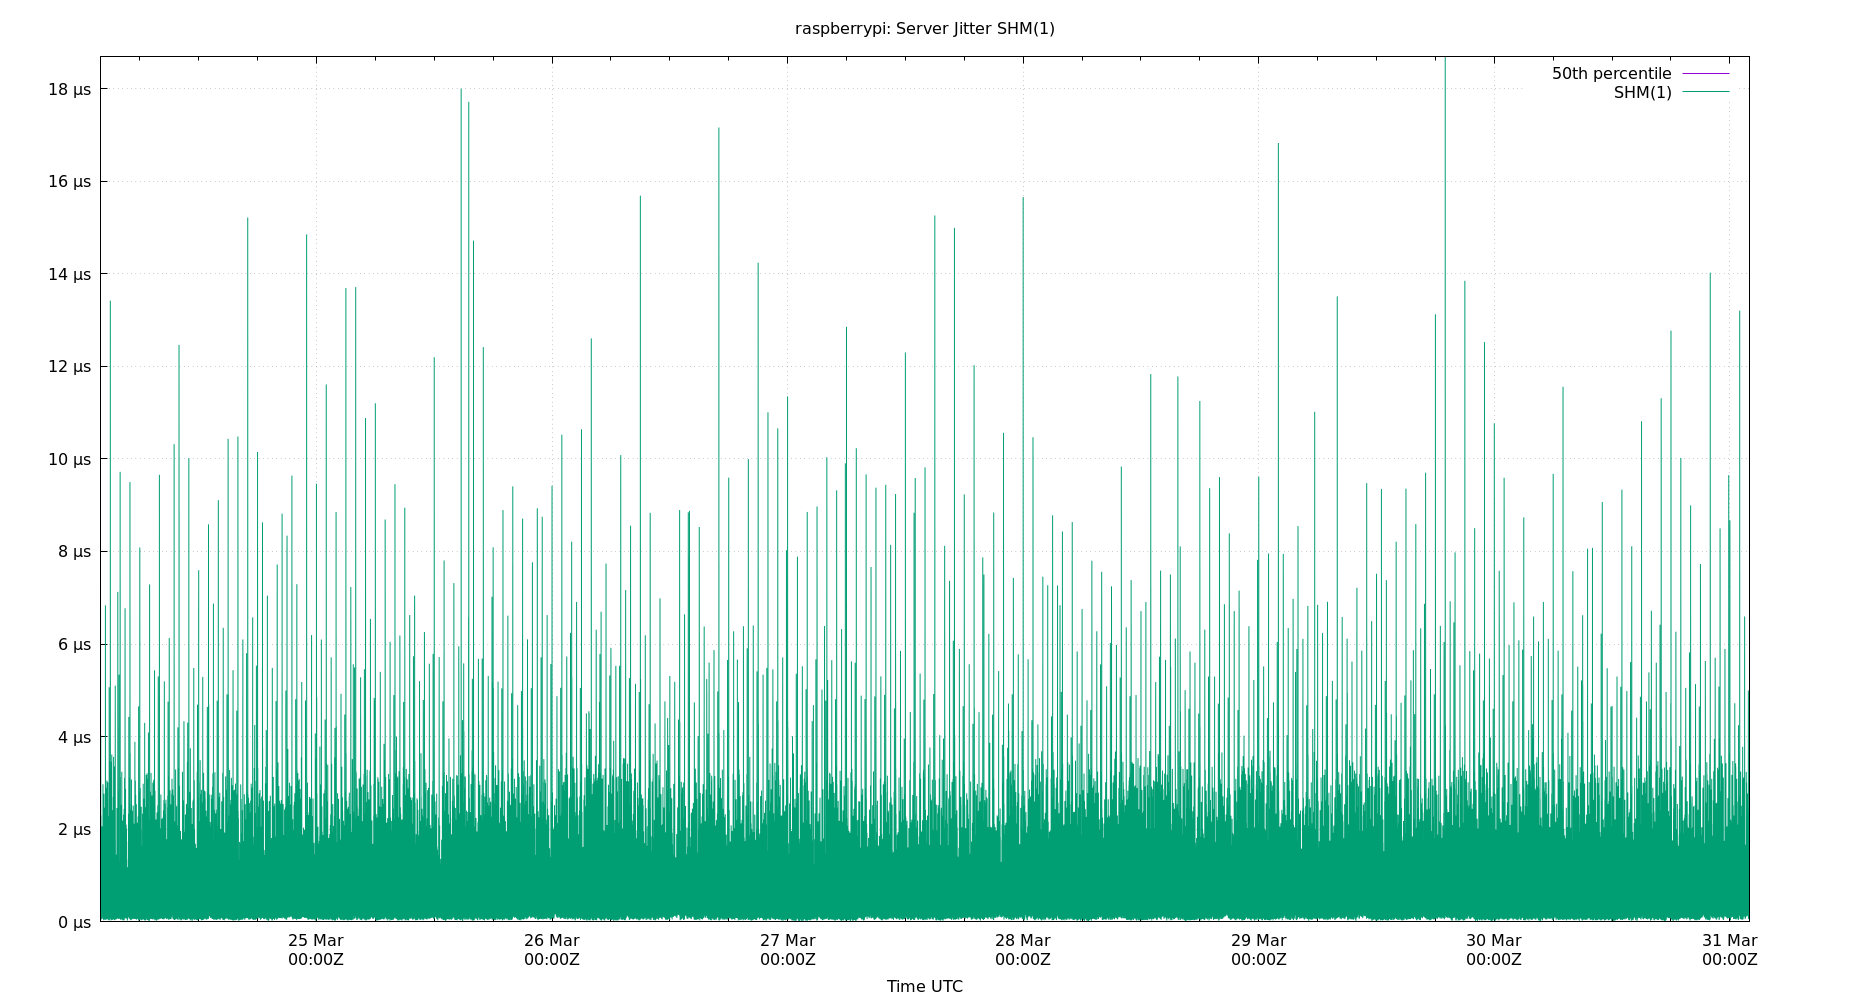 raspberrypi: Server Jitter SHM(1)
50th percentile
SHM(1)
18 µs
16 µs
14 µs
12 µs
10 µs
8 µs
6 µs
4 µs
2 µs
0 µs
25 Mar 26 Mar 27 Mar 28 Mar 29 Mar 30 Mar 31 Mar
00:00Z 00:00Z 00:00Z 00:00Z 00:00Z 00:00Z 00:00Z
Time UTC